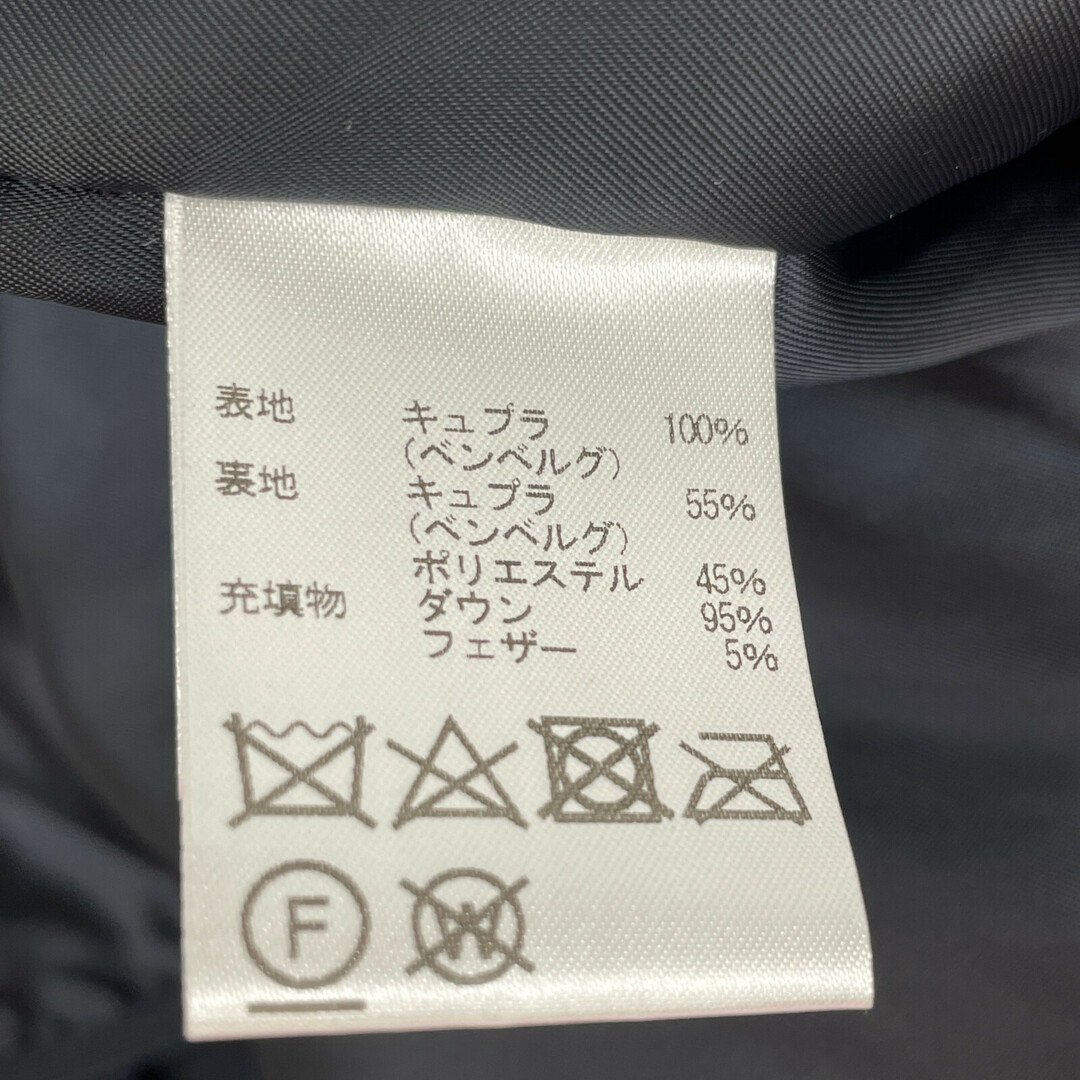 表地 キュプラ 100%
(ベンベルグ)
裏地 キュプラ 55%
(ベンベルグ)
ポリエステル 45%
充填物 ダウン 95%
フェザー 5%
F W